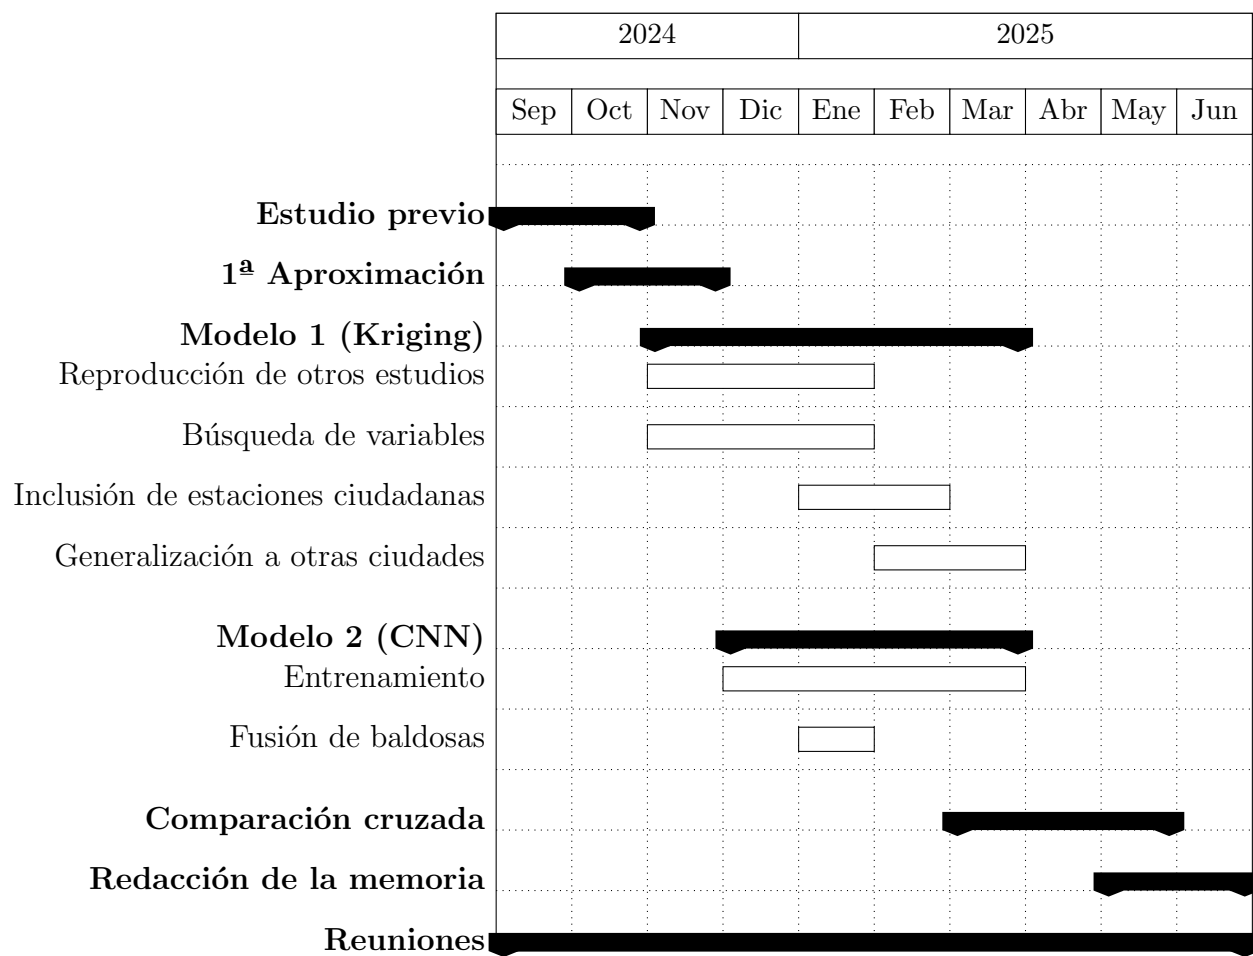 2024 2025
Sep Oct Nov Dic Ene Feb Mar Abr May Jun
Estudio previo
1ª Aproximación
Modelo 1 (Kriging)
Reproducción de otros estudios
Búsqueda de variables
Inclusión de estaciones ciudadanas
Generalización a otras ciudades
Modelo 2 (CNN)
Entrenamiento
Fusión de baldosas
Comparación cruzada
Redacción de la memoria
Reuniones